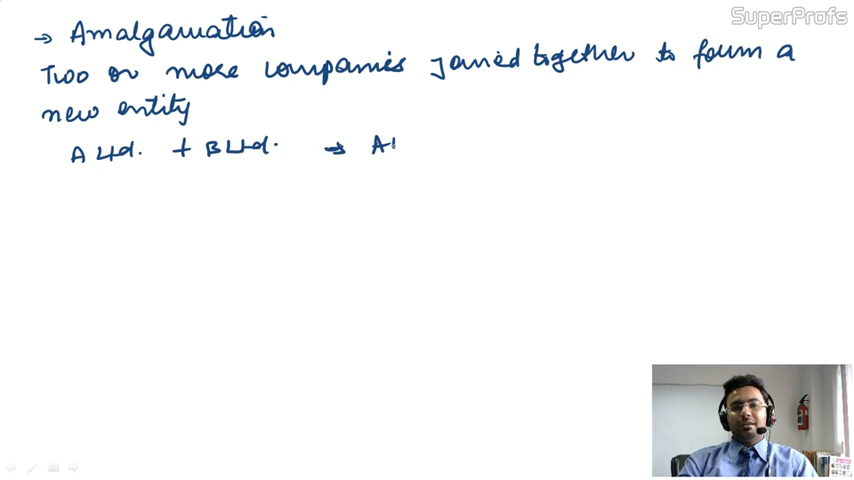 SuperProfs
→ Amalgamation
Two or more companies joined together to form a
new entity
A Ltd. + B Ltd. → A